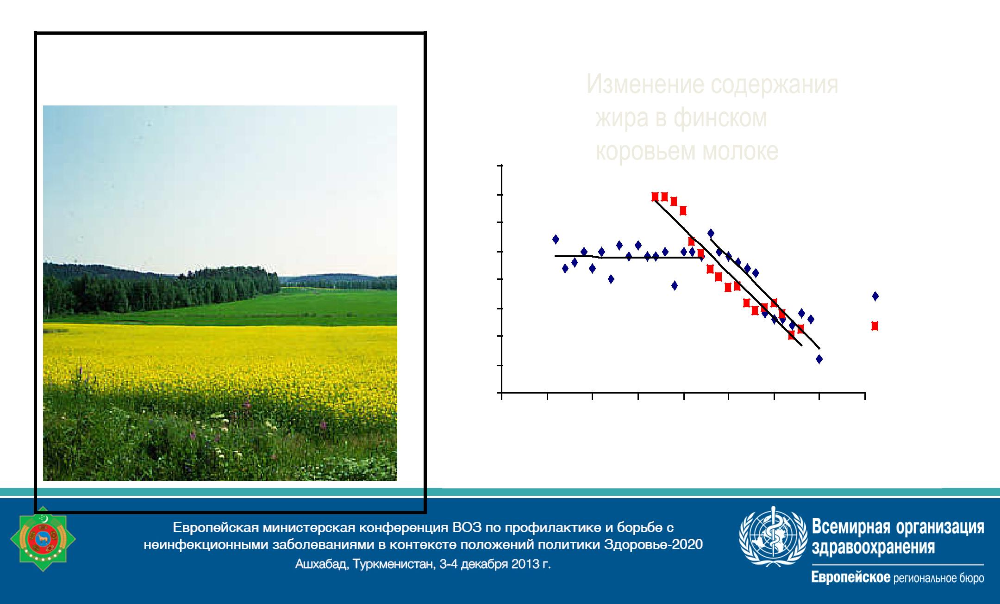 Изменение содержания
жира в финском
коровьем молоке
Европейская министерская конференция ВОЗ по профилактике и борьбе с
неинфекционными заболеваниями в контексте положений политики Здоровье-2020
Ашхабад, Туркменистан, 3-4 декабря 2013 г.
Всемирная организация
здравоохранения
Европейское региональное бюро